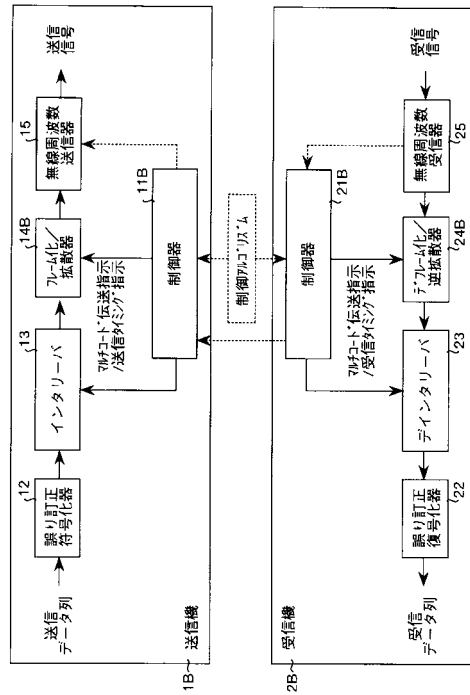 送信
データ列
12
誤り訂正
符号化器
13
インタリーバ
14B
フレーム化/
拡散器
15
無線周波数
送信器
送信
信号
マルチコード伝送指示
/送信タイミング指示
11B
制御器
1B
送信機
制御アルゴリズム
2B
受信機
21B
制御器
マルチコード伝送指示
/受信タイミング指示
受信
データ列
誤り訂正
復号化器
22
デインタリーバ
23
デフレーム化/
逆拡散器
24B
無線周波数
受信器
25
受信
信号